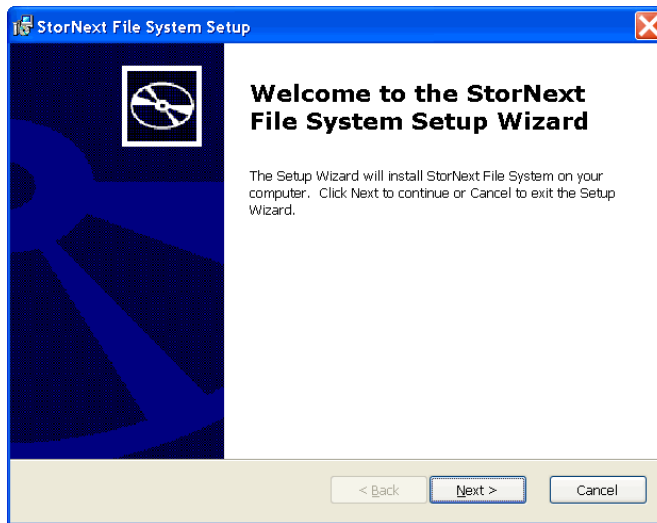 StorNext File System Setup
Welcome to the StorNext
File System Setup Wizard
The Setup Wizard will install StorNext File System on your
computer. Click Next to continue or Cancel to exit the Setup
Wizard.
< Back
Next >
Cancel